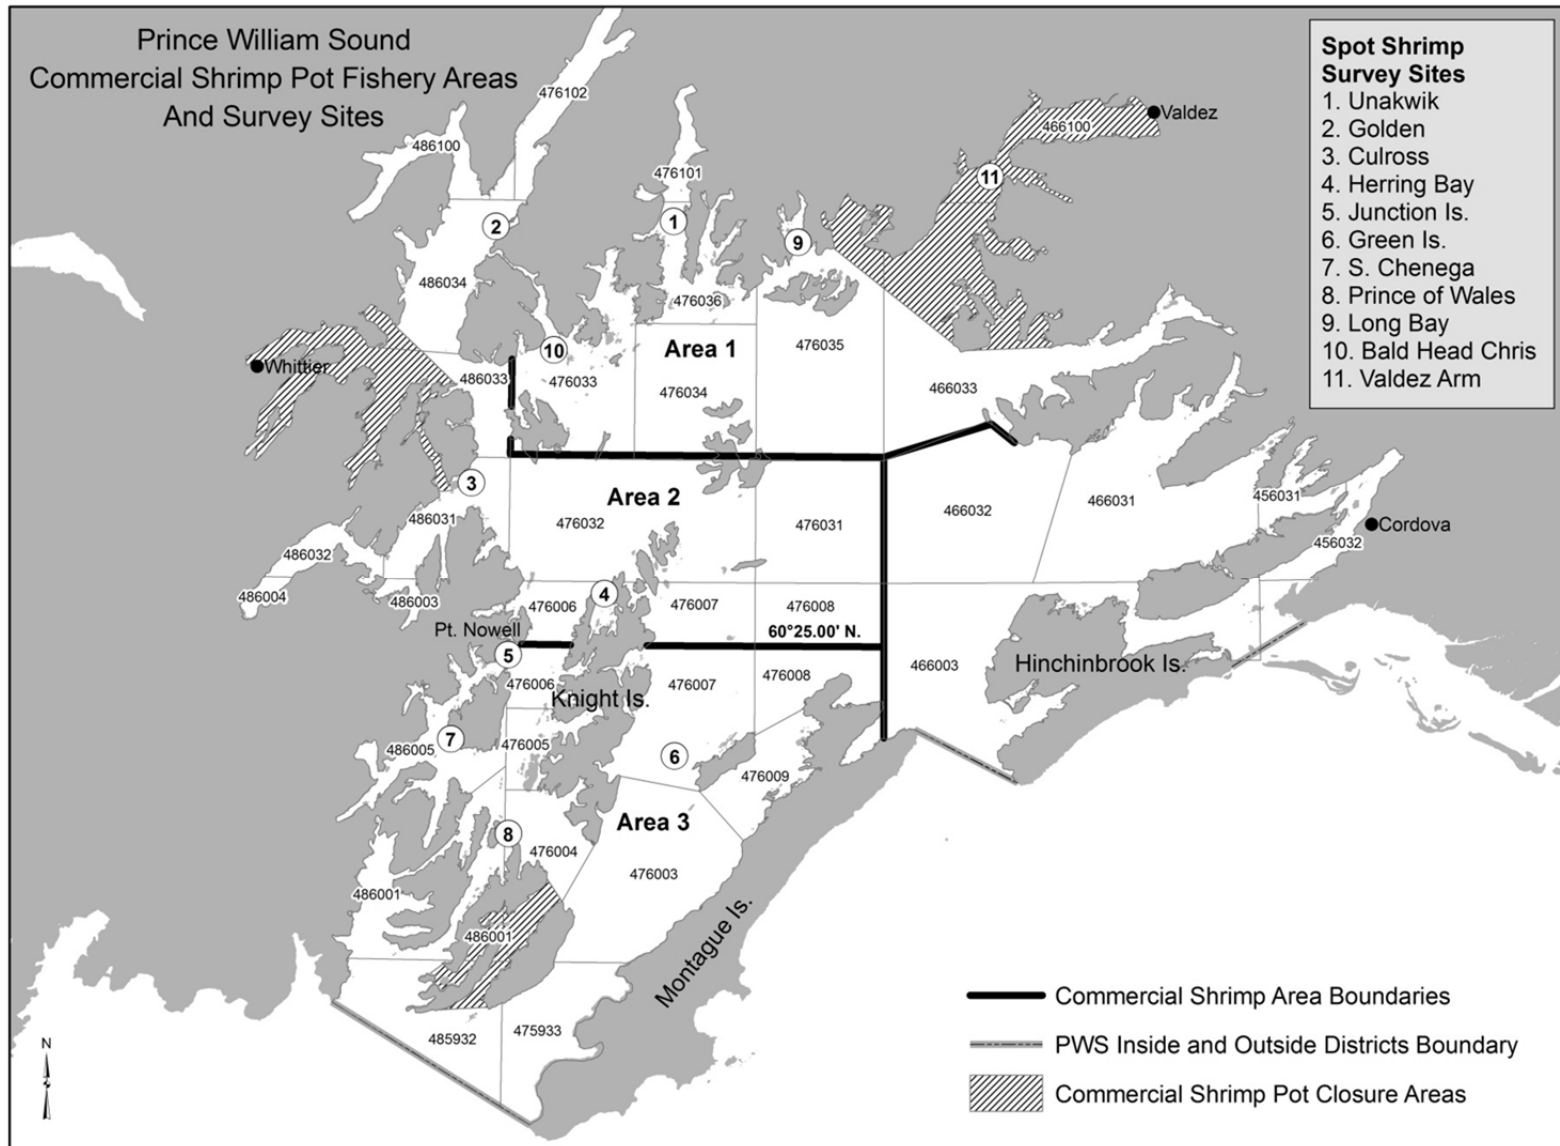 Prince William Sound
Commercial Shrimp Pot Fishery Areas
And Survey Sites
Spot Shrimp
Survey Sites
1. Unakwik
2. Golden
3. Culross
4. Herring Bay
5. Junction Is.
6. Green Is.
7. S. Chenega
8. Prince of Wales
9. Long Bay
10. Bald Head Chris
11. Valdez Arm
476102
486100
466100
Valdez
476101
11
1
2
9
486034
476036
476035
10
Area 1
Whittier
486033
476033
476034
466033
3
Area 2
486031
476032
476031
466032
466031
456031
Cordova
456032
486032
486004
486003
4
476006
476007
476008
Pt. Nowell
60°25.00' N.
5
476006
Knight Is.
476007
476008
466003
Hinchinbrook Is.
7
486005
476005
6
476009
8
Area 3
476004
476003
486001
486001
Montague Is.
485932
475933
N
Commercial Shrimp Area Boundaries
PWS Inside and Outside Districts Boundary
Commercial Shrimp Pot Closure Areas